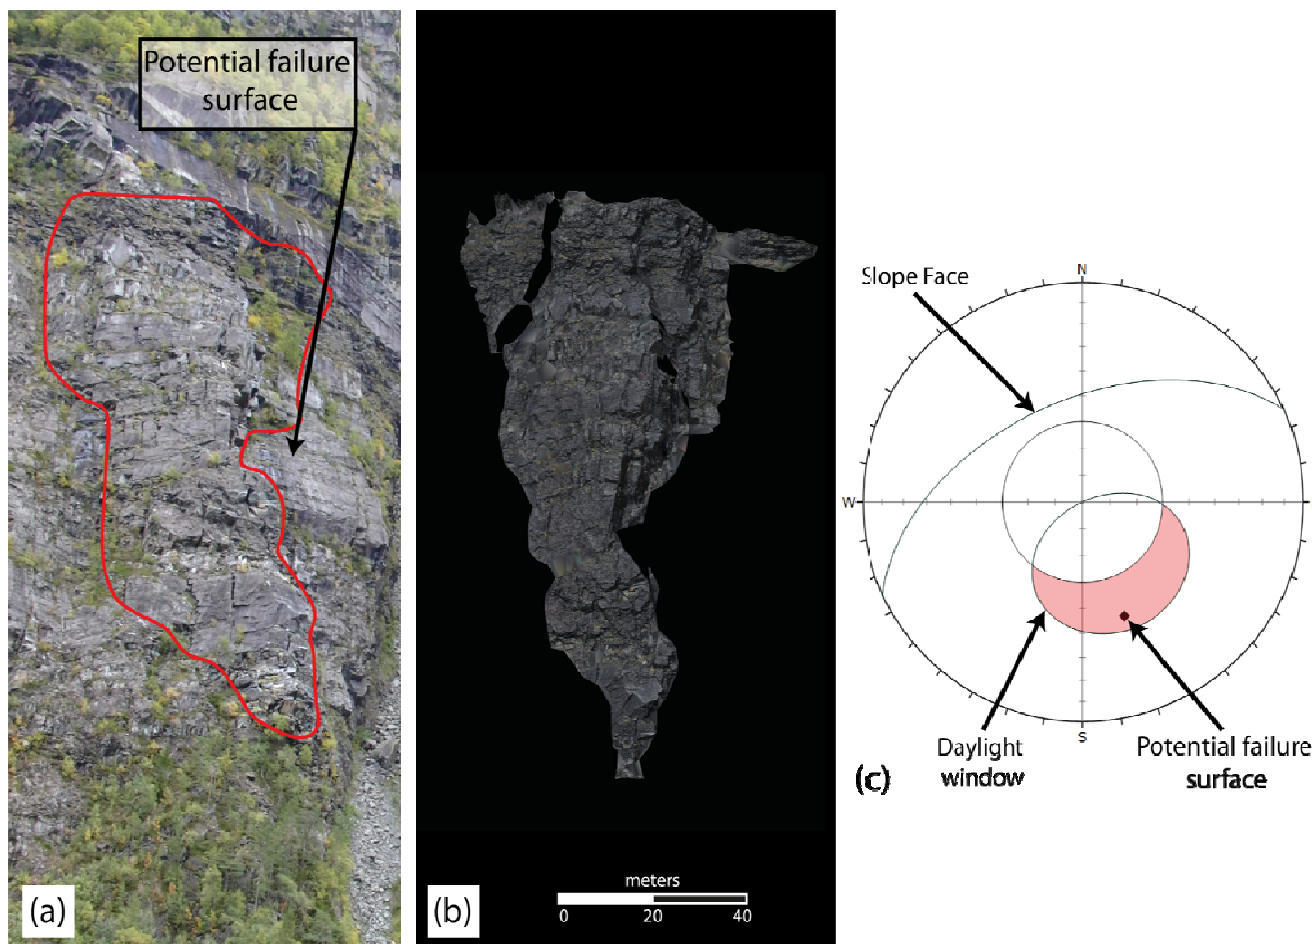 Potential failure
surface
(a)
(b)
meters
0 20 40
Slope Face
N
W
S
Daylight
window
Potential failure
surface
(c)